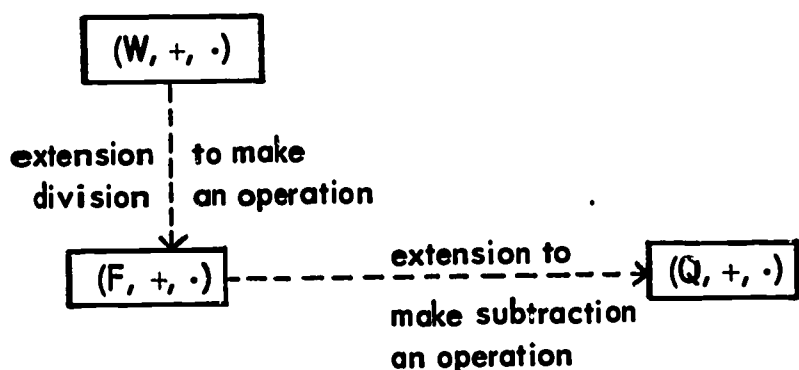 (W, +, ·)
extension to make
division an operation
(F, +, ·)
extension to
make subtraction
an operation
(Q, +, ·)